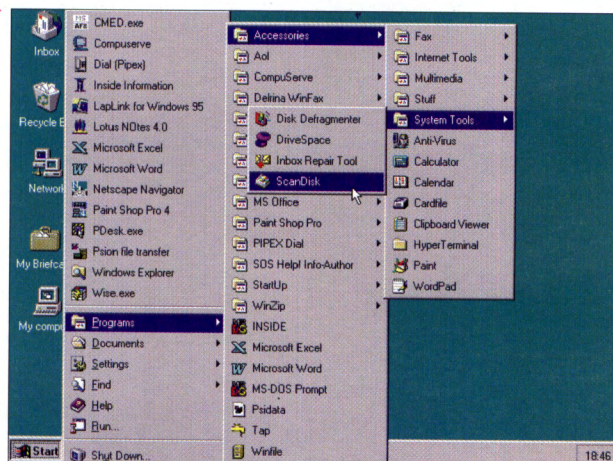 Inbox
Recycle B
Network
My Briefca
My compu
MS
AFX
CMED.exe
Compuserve
Dial (Pipex)
Inside Information
LapLink for Windows 95
Lotus NOtes 4.0
Microsoft Excel
Microsoft Word
Netscape Navigator
Paint Shop Pro 4
PDesk.exe
Psion file transfer
Windows Explorer
Wise.exe
Programs
Documents
Settings
Find
Help
Run...
Shut Down...
Accessories
Aol
CompuServe
Delrina WinFax
Disk Defragmenter
DriveSpace
Inbox Repair Tool
ScanDisk
MS Office
Paint Shop Pro
PIPEX Dial
SOS Help! Info-Author
StartUp
WinZip
INSIDE
Microsoft Excel
Microsoft Word
MS-DOS Prompt
Psidata
Tap
Winfile
Fax
Internet Tools
Multimedia
Stuff
System Tools
Anti-Virus
Calculator
Calendar
Cardfile
Clipboard Viewer
HyperTerminal
Paint
WordPad
Start
18:46